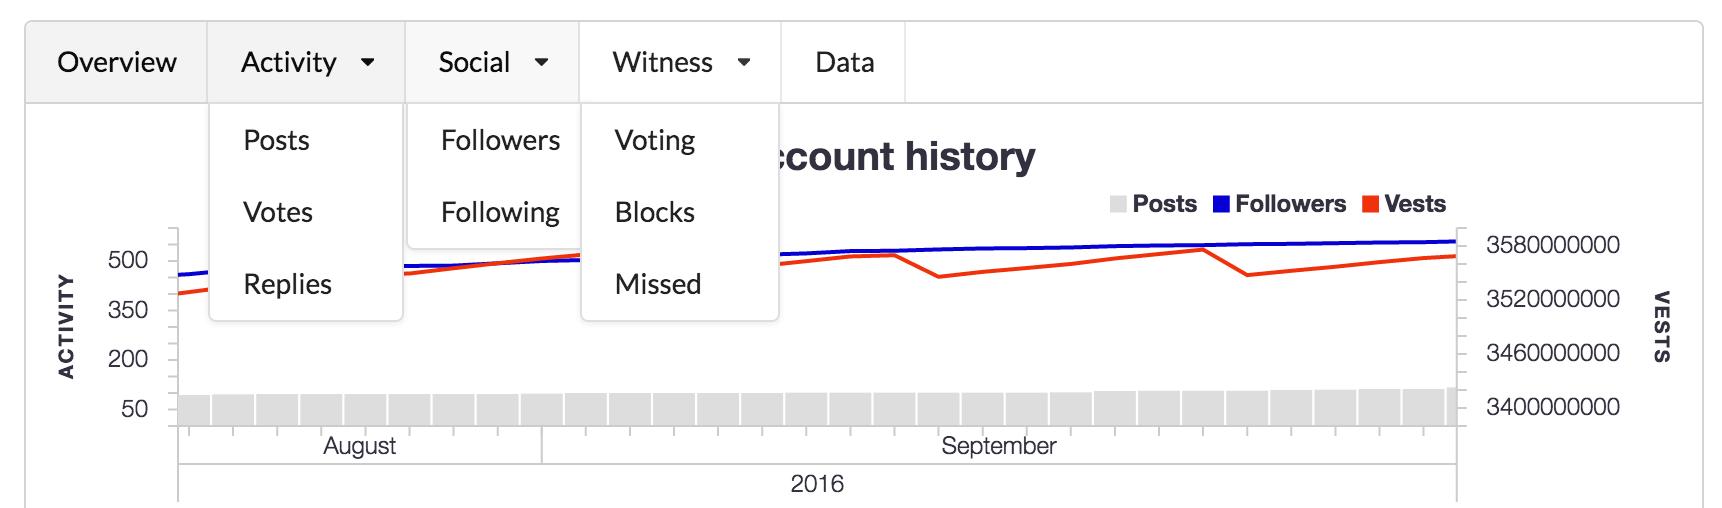 Overview Activity Social Witness Data
Posts Followers Voting
Votes Following Blocks
Replies Missed
ccount history
Posts Followers Vests
ACTIVITY
500
350
200
50
3580000000
3520000000
3460000000
3400000000
VESTS
August September
2016